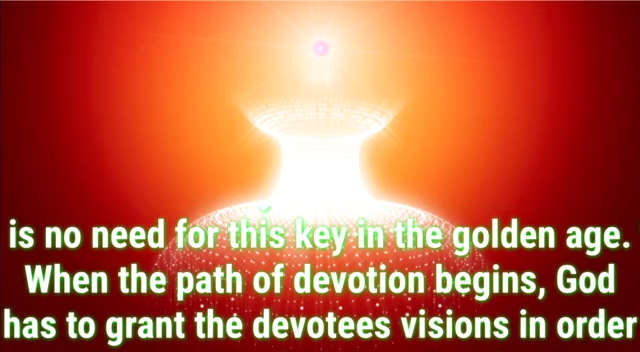 is no need for this key in the golden age.
When the path of devotion begins, God
has to grant the devotees visions in order